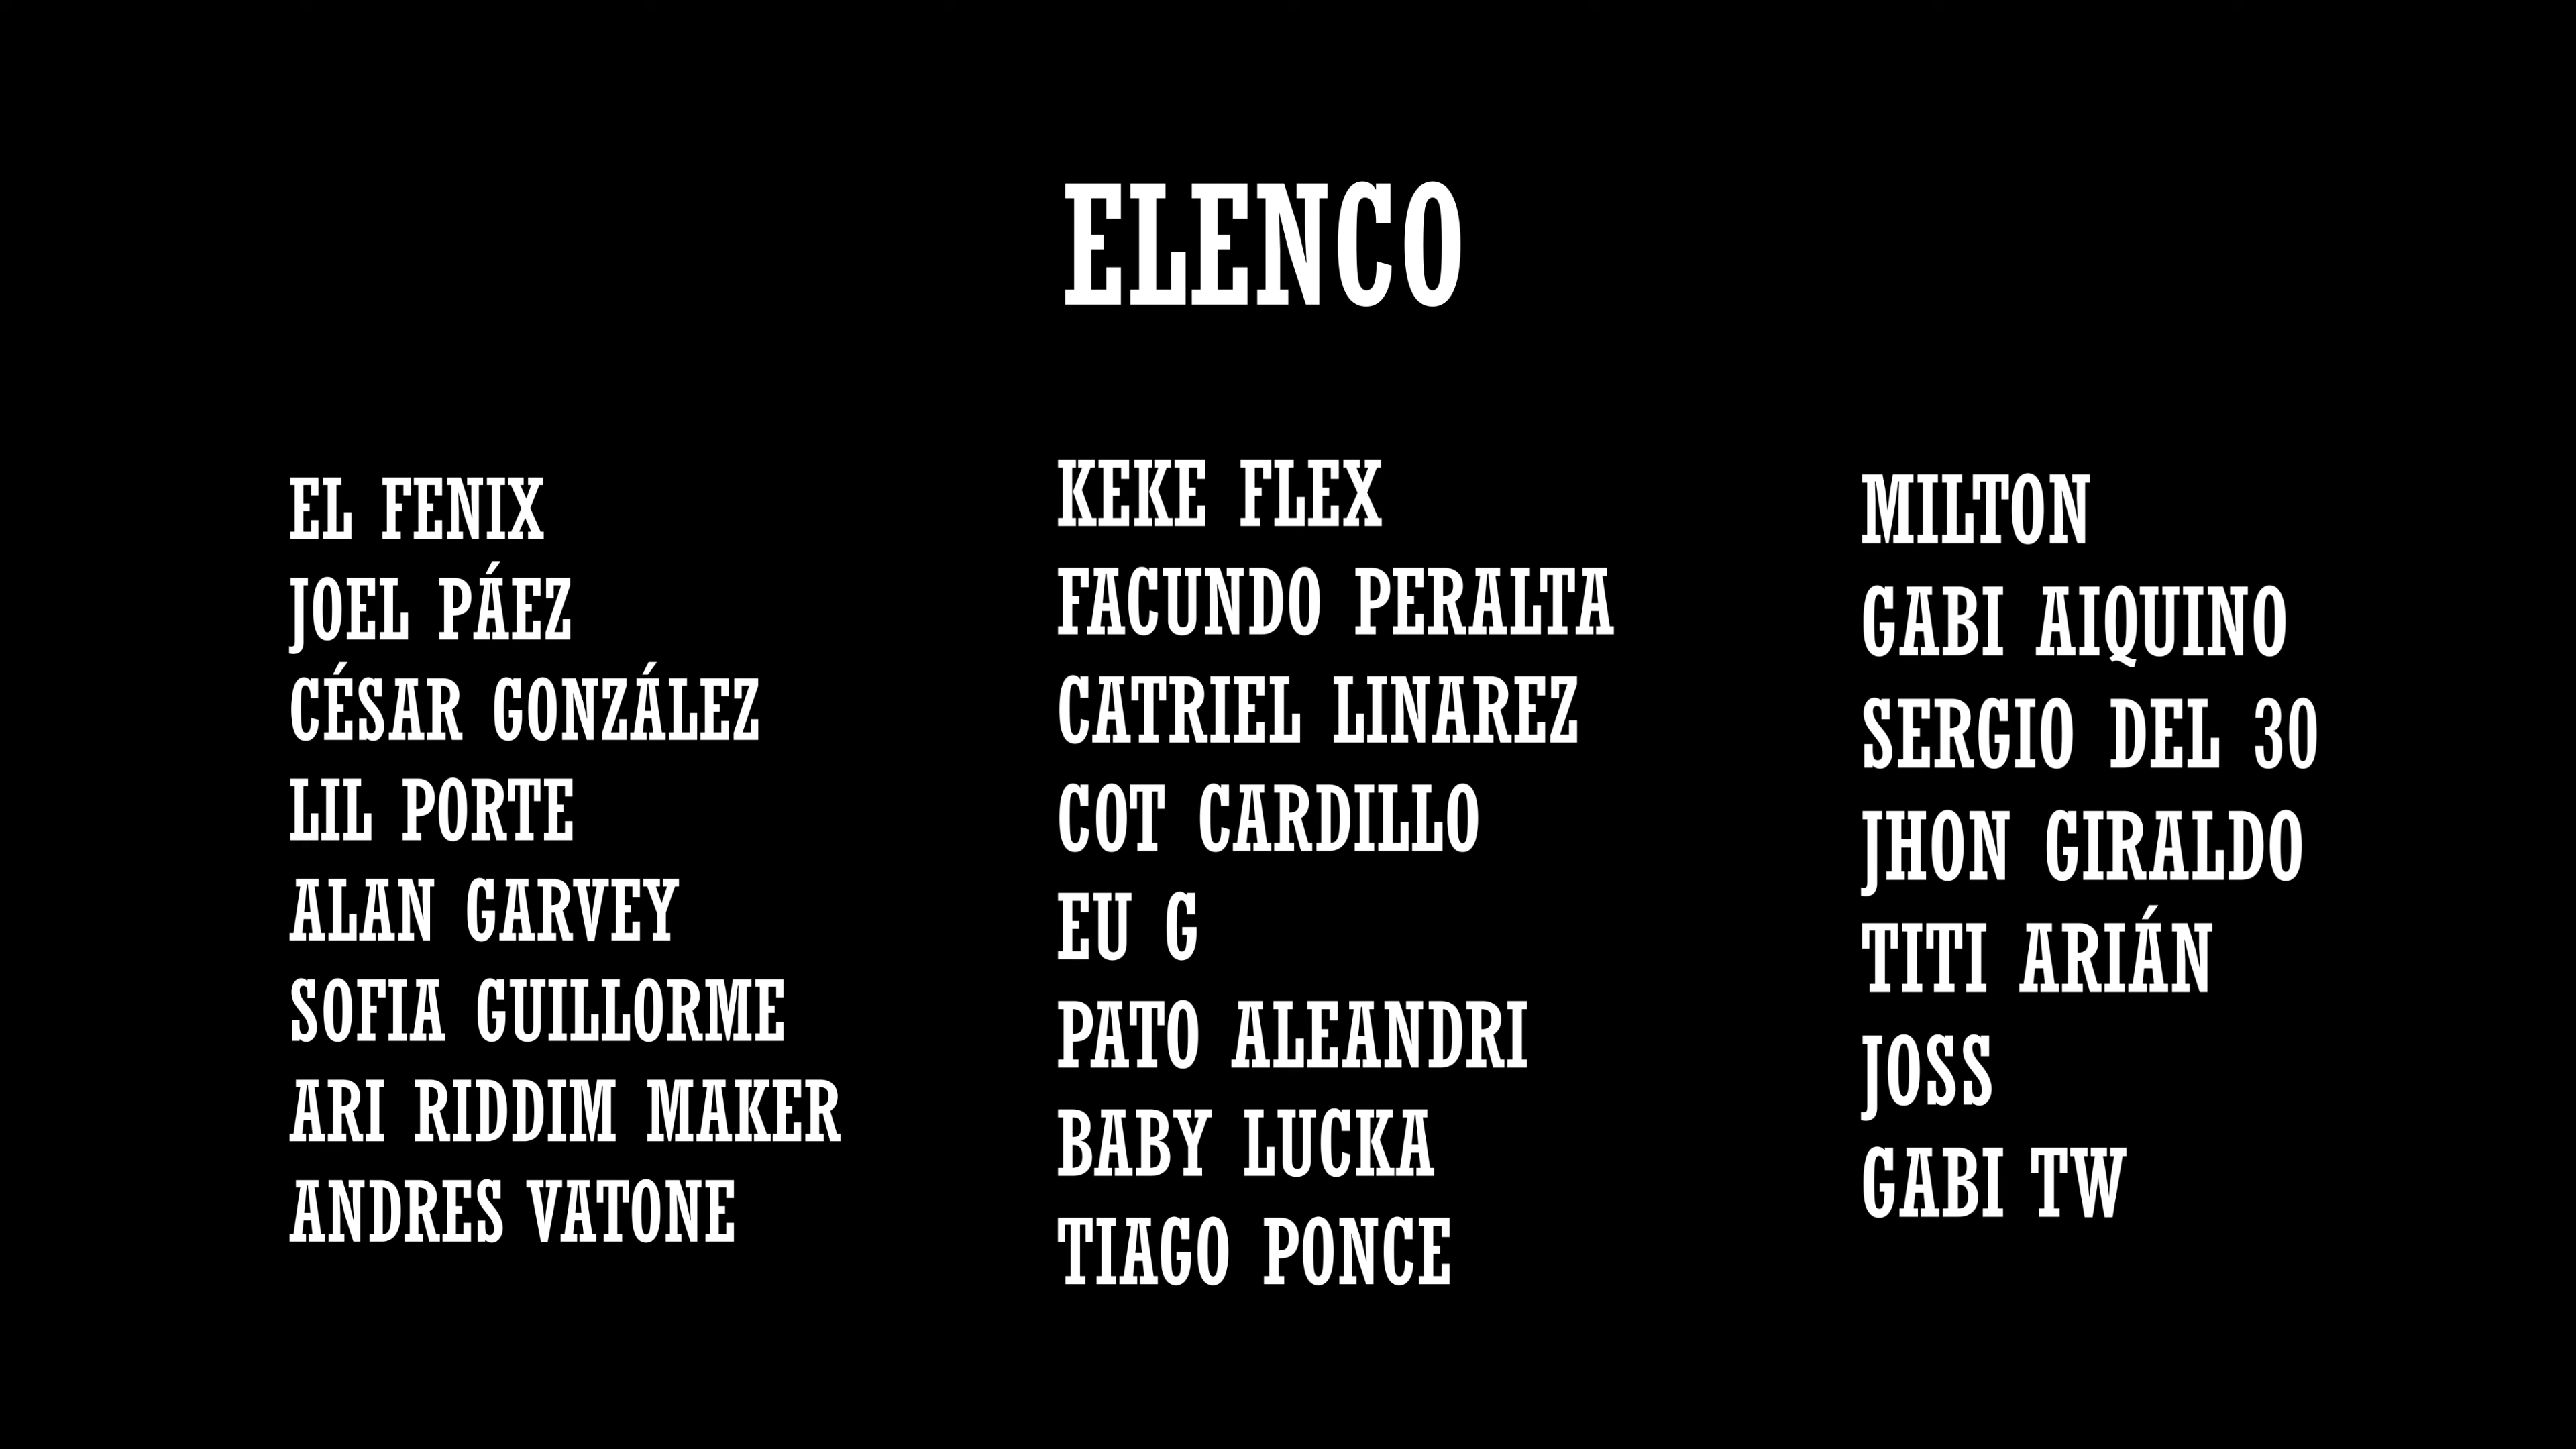 ELENCO
EL FENIX
JOEL PÁEZ
CÉSAR GONZÁLEZ
LIL PORTE
ALAN GARVEY
SOFIA GUILLORME
ARI RIDDIM MAKER
ANDRES VATONE
KEKE FLEX
FACUNDO PERALTA
CATRIEL LINAREZ
COT CARDILLO
EU G
PATO ALEANDRI
BABY LUCKA
TIAGO PONCE
MILTON
GABI AIQUINO
SERGIO DEL 30
JHON GIRALDO
TITI ARIÁN
JOSS
GABI TW